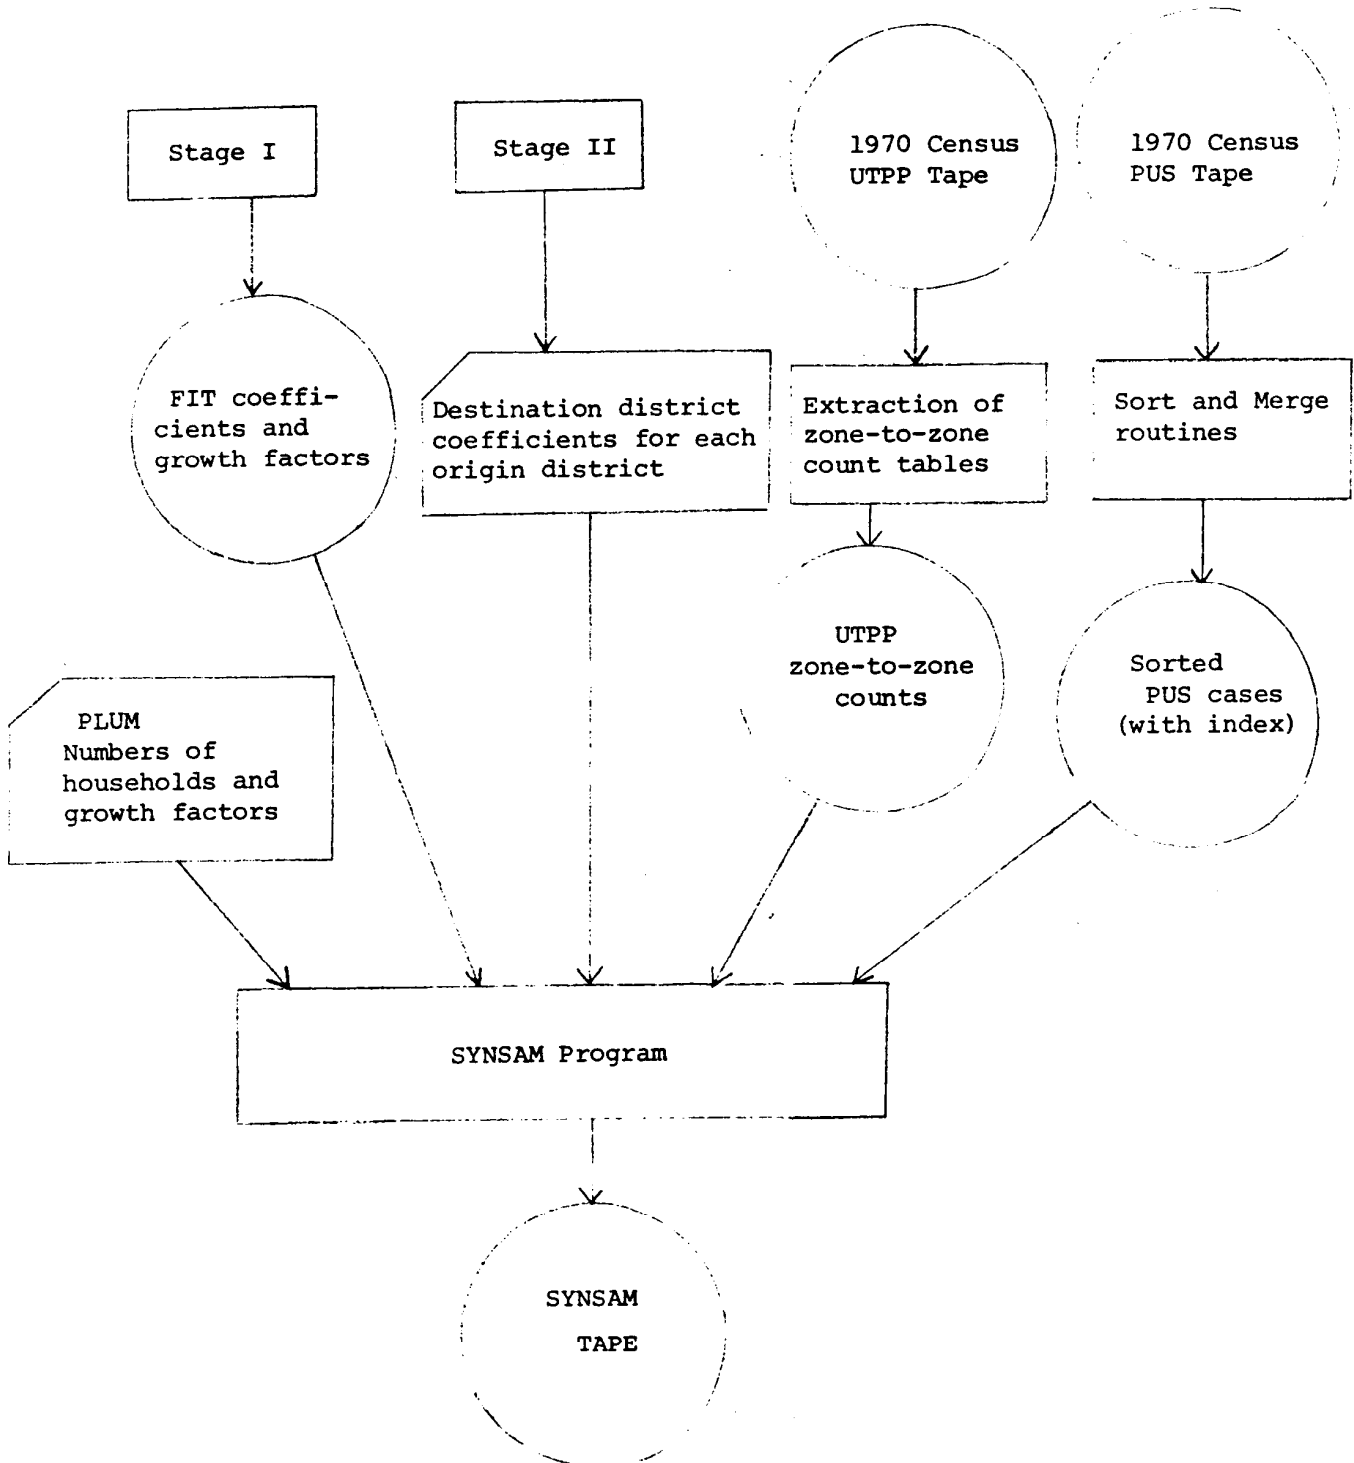 Stage I
Stage II
1970 Census
UTPP Tape
1970 Census
PUS Tape
FIT coeffi-
cients and
growth factors
Destination district
coefficients for each
origin district
Extraction of
zone-to-zone
count tables
Sort and Merge
routines
UTPP
zone-to-zone
counts
Sorted
PUS cases
(with index)
PLUM
Numbers of
households and
growth factors
SYNSAM Program
SYNSAM
TAPE